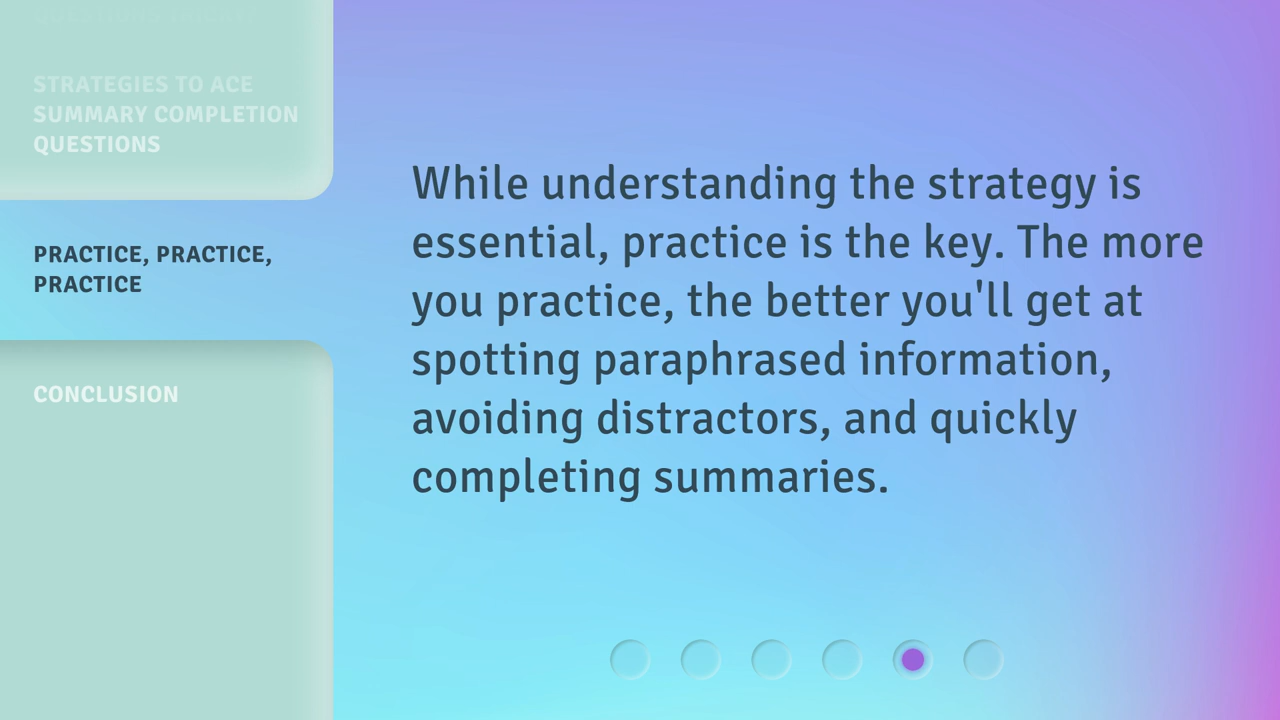 STRATEGIES TO ACE
SUMMARY COMPLETION
QUESTIONS
PRACTICE, PRACTICE,
PRACTICE
CONCLUSION
While understanding the strategy is
essential, practice is the key. The more
you practice, the better you'll get at
spotting paraphrased information,
avoiding distractors, and quickly
completing summaries.